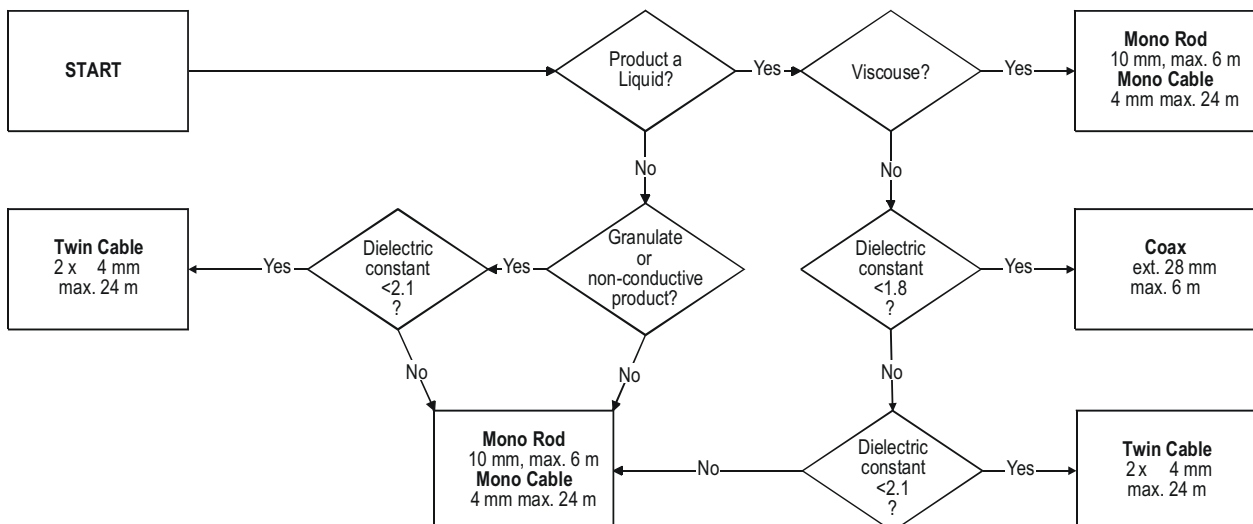 START
Product a
Liquid?
Yes
Viscouse?
Yes
Mono Rod
10 mm, max. 6 m
Mono Cable
4 mm max. 24 m
No
No
Twin Cable
2 x 4 mm
max. 24 m
Yes
Dielectric
constant
<2.1
?
Yes
Granulate
or
non-conductive
product?
Dielectric
constant
<1.8
?
Yes
Coax
ext. 28 mm
max. 6 m
No
No
No
Mono Rod
10 mm, max. 6 m
Mono Cable
4 mm max. 24 m
No
Dielectric
constant
<2.1
?
Yes
Twin Cable
2 x 4 mm
max. 24 m